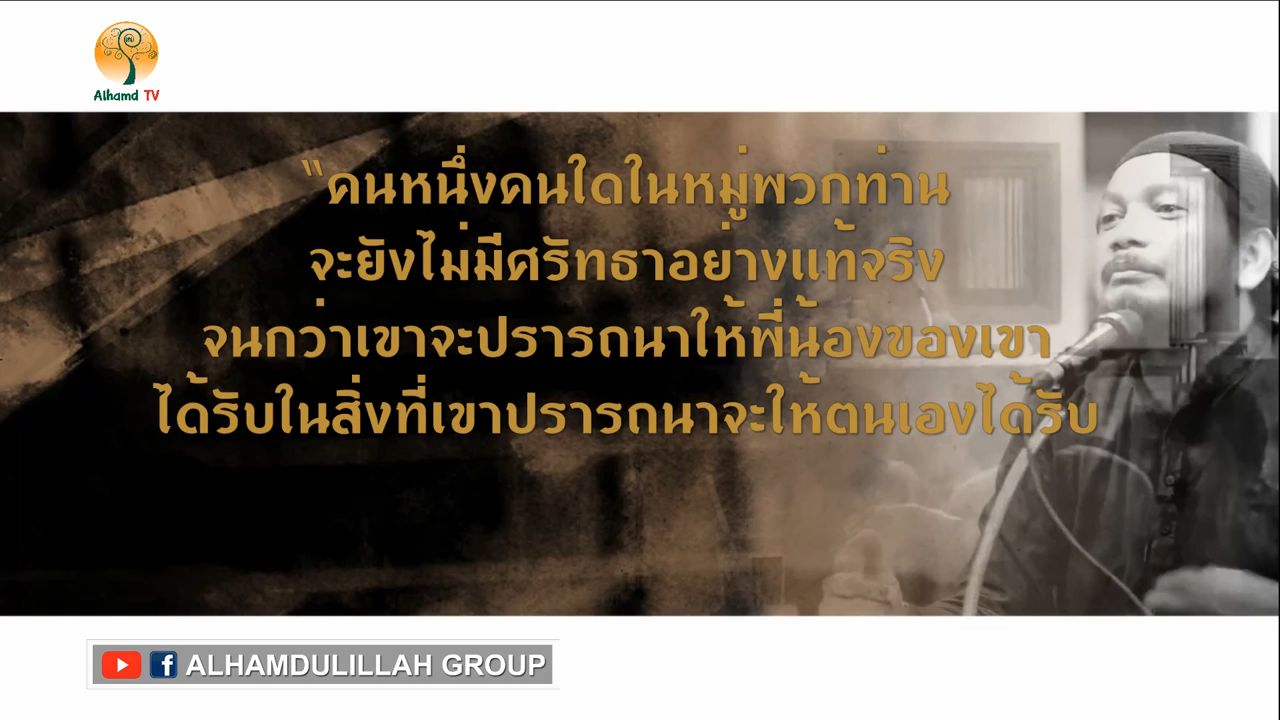 Alhamd TV
“คนหนึ่งคนใดในหมู่พวกท่าน
จะยังไม่มีศรัทธาอย่างแท้จริง
จนกว่าเขาจะปรารถนาให้พี่น้องของเขา
ได้รับในสิ่งที่เขาปรารถนาจะให้ตนเองได้รับ
ALHAMDULILLAH GROUP